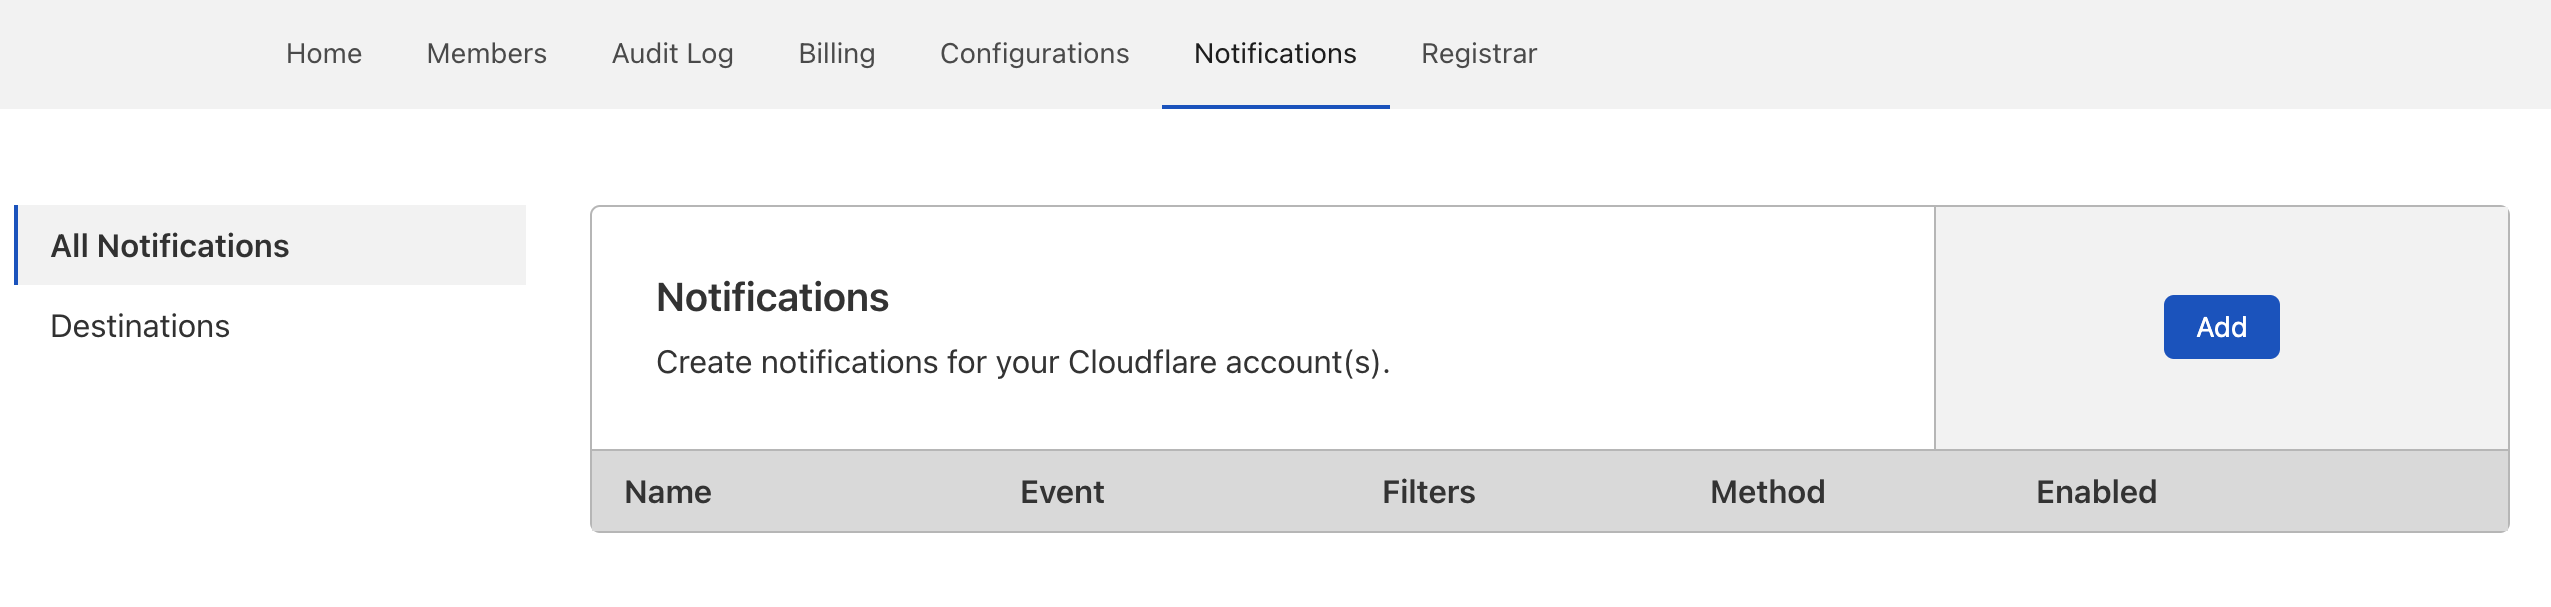 Home Members Audit Log Billing Configurations Notifications Registrar
All Notifications
Destinations
Notifications
Create notifications for your Cloudflare account(s).
Add
Name Event Filters Method Enabled